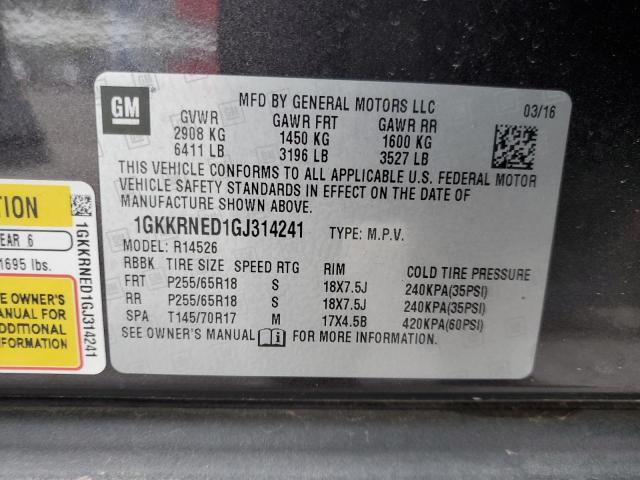 GM
MFD BY GENERAL MOTORS LLC
03/16
GVWR GAWR FRT GAWR RR
2908 KG 1450 KG 1600 KG
6411 LB 3196 LB 3527 LB
THIS VEHICLE CONFORMS TO ALL APPLICABLE U.S. FEDERAL MOTOR
VEHICLE SAFETY STANDARDS IN EFFECT ON THE DATE OF
MANUFACTURE SHOWN ABOVE.
1GKKRNED1GJ314241 TYPE: M.P.V.
MODEL: R14526
RBBK TIRE SIZE SPEED RTG RIM COLD TIRE PRESSURE
FRT P255/65R18 S 18X7.5J 240KPA(35PSI)
RR P255/65R18 S 18X7.5J 240KPA(35PSI)
SPA T145/70R17 M 17X4.5B 420KPA(60PSI)
SEE OWNER'S MANUAL FOR MORE INFORMATION.
TION
EAR 6
1695 lbs.
E OWNER'S
NUAL FOR
DDITIONAL
ORMATION
1GKKRNED1GJ314241